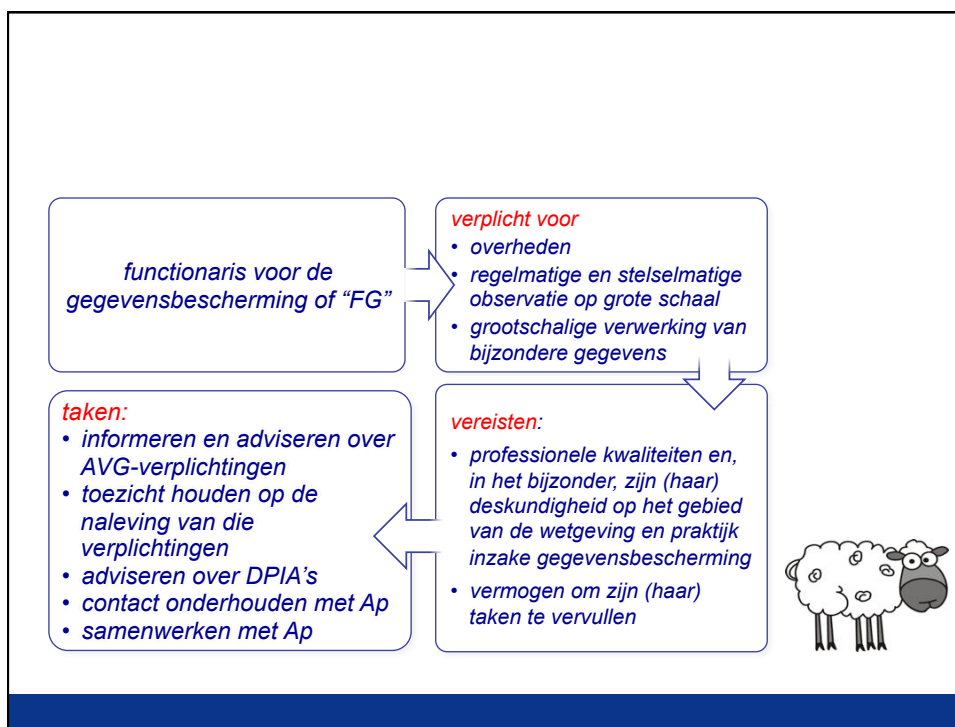 functionaris voor de
gegevensbescherming of “FG”
verplicht voor
• overheden
• regelmatige en stelselmatige
observatie op grote schaal
• grootschalige verwerking van
bijzondere gegevens
vereisten:
• professionele kwaliteiten en,
in het bijzonder, zijn (haar)
deskundigheid op het gebied
van de wetgeving en praktijk
inzake gegevensbescherming
• vermogen om zijn (haar)
taken te vervullen
taken:
• informeren en adviseren over
AVG-verplichtingen
• toezicht houden op de
naleving van die
verplichtingen
• adviseren over DPIA’s
• contact onderhouden met Ap
• samenwerken met Ap